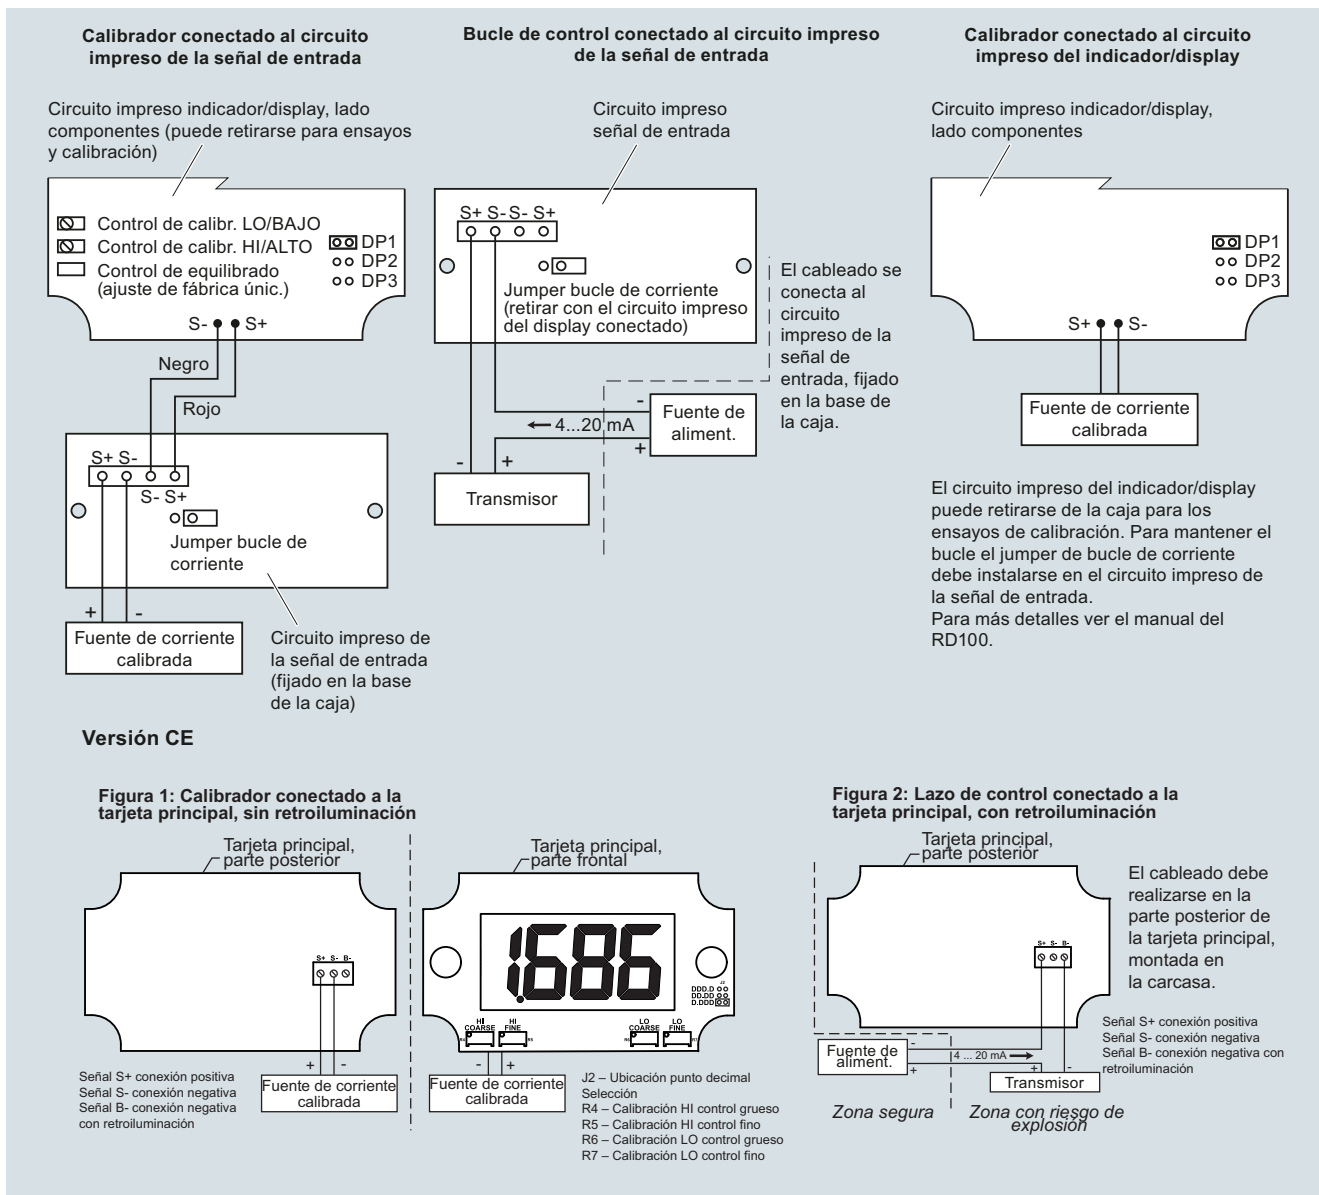 Calibrador conectado al circuito
impreso de la señal de entrada
Circuito impreso indicador/display, lado
componentes (puede retirarse para ensayos
y calibración)
Control de calibr. LO/BAJO
Control de calibr. HI/ALTO
Control de equilibrado
(ajuste de fábrica únic.)
DP1
DP2
DP3
S- S+
Negro
Rojo
S+ S-
S- S+
Jumper bucle de
corriente
+ -
Fuente de corriente
calibrada
Circuito impreso de
la señal de entrada
(fijado en la base
de la caja)
Bucle de control conectado al circuito impreso
de la señal de entrada
Circuito impreso
señal de entrada
S+ S- S- S+
Jumper bucle de corriente
(retirar con el circuito impreso
del display conectado)
El cableado se
conecta al
circuito
impreso de la
señal de
entrada, fijado
en la base de
la caja.
-
4...20 mA
+
Fuente de
aliment.
- +
Transmisor
Calibrador conectado al circuito
impreso del indicador/display
Circuito impreso indicador/display,
lado componentes
DP1
DP2
DP3
S+ S-
Fuente de corriente
calibrada
El circuito impreso del indicador/display
puede retirarse de la caja para los
ensayos de calibración. Para mantener el
bucle el jumper de bucle de corriente
debe instalarse en el circuito impreso de
la señal de entrada.
Para más detalles ver el manual del
RD100.
Versión CE
Figura 1: Calibrador conectado a la
tarjeta principal, sin retroiluminación
Tarjeta principal,
parte posterior
S+ S- B-
+ -
Fuente de corriente
calibrada
Señal S+ conexión positiva
Señal S- conexión negativa
Señal B- conexión negativa
con retroiluminación
Tarjeta principal,
parte frontal
1.686
J2
DDD.D
DD.DD
D.DDD
HI
COARSE
HI
FINE
LO
COARSE
LO
FINE
R4
R5
R6
R7
- +
Fuente de corriente
calibrada
J2 – Ubicación punto decimal
Selección
R4 – Calibración HI control grueso
R5 – Calibración HI control fino
R6 – Calibración LO control grueso
R7 – Calibración LO control fino
Figura 2: Lazo de control conectado a la
tarjeta principal, con retroiluminación
Tarjeta principal,
parte posterior
S+ S- B-
El cableado debe
realizarse en la
parte posterior de
la tarjeta principal,
montada en
la carcasa.
Señal S+ conexión positiva
Señal S- conexión negativa
Señal B- conexión negativa con
retroiluminación
Fuente de
aliment.
-
+
4 ... 20 mA
+ -
Transmisor
Zona segura
Zona con riesgo de
explosión